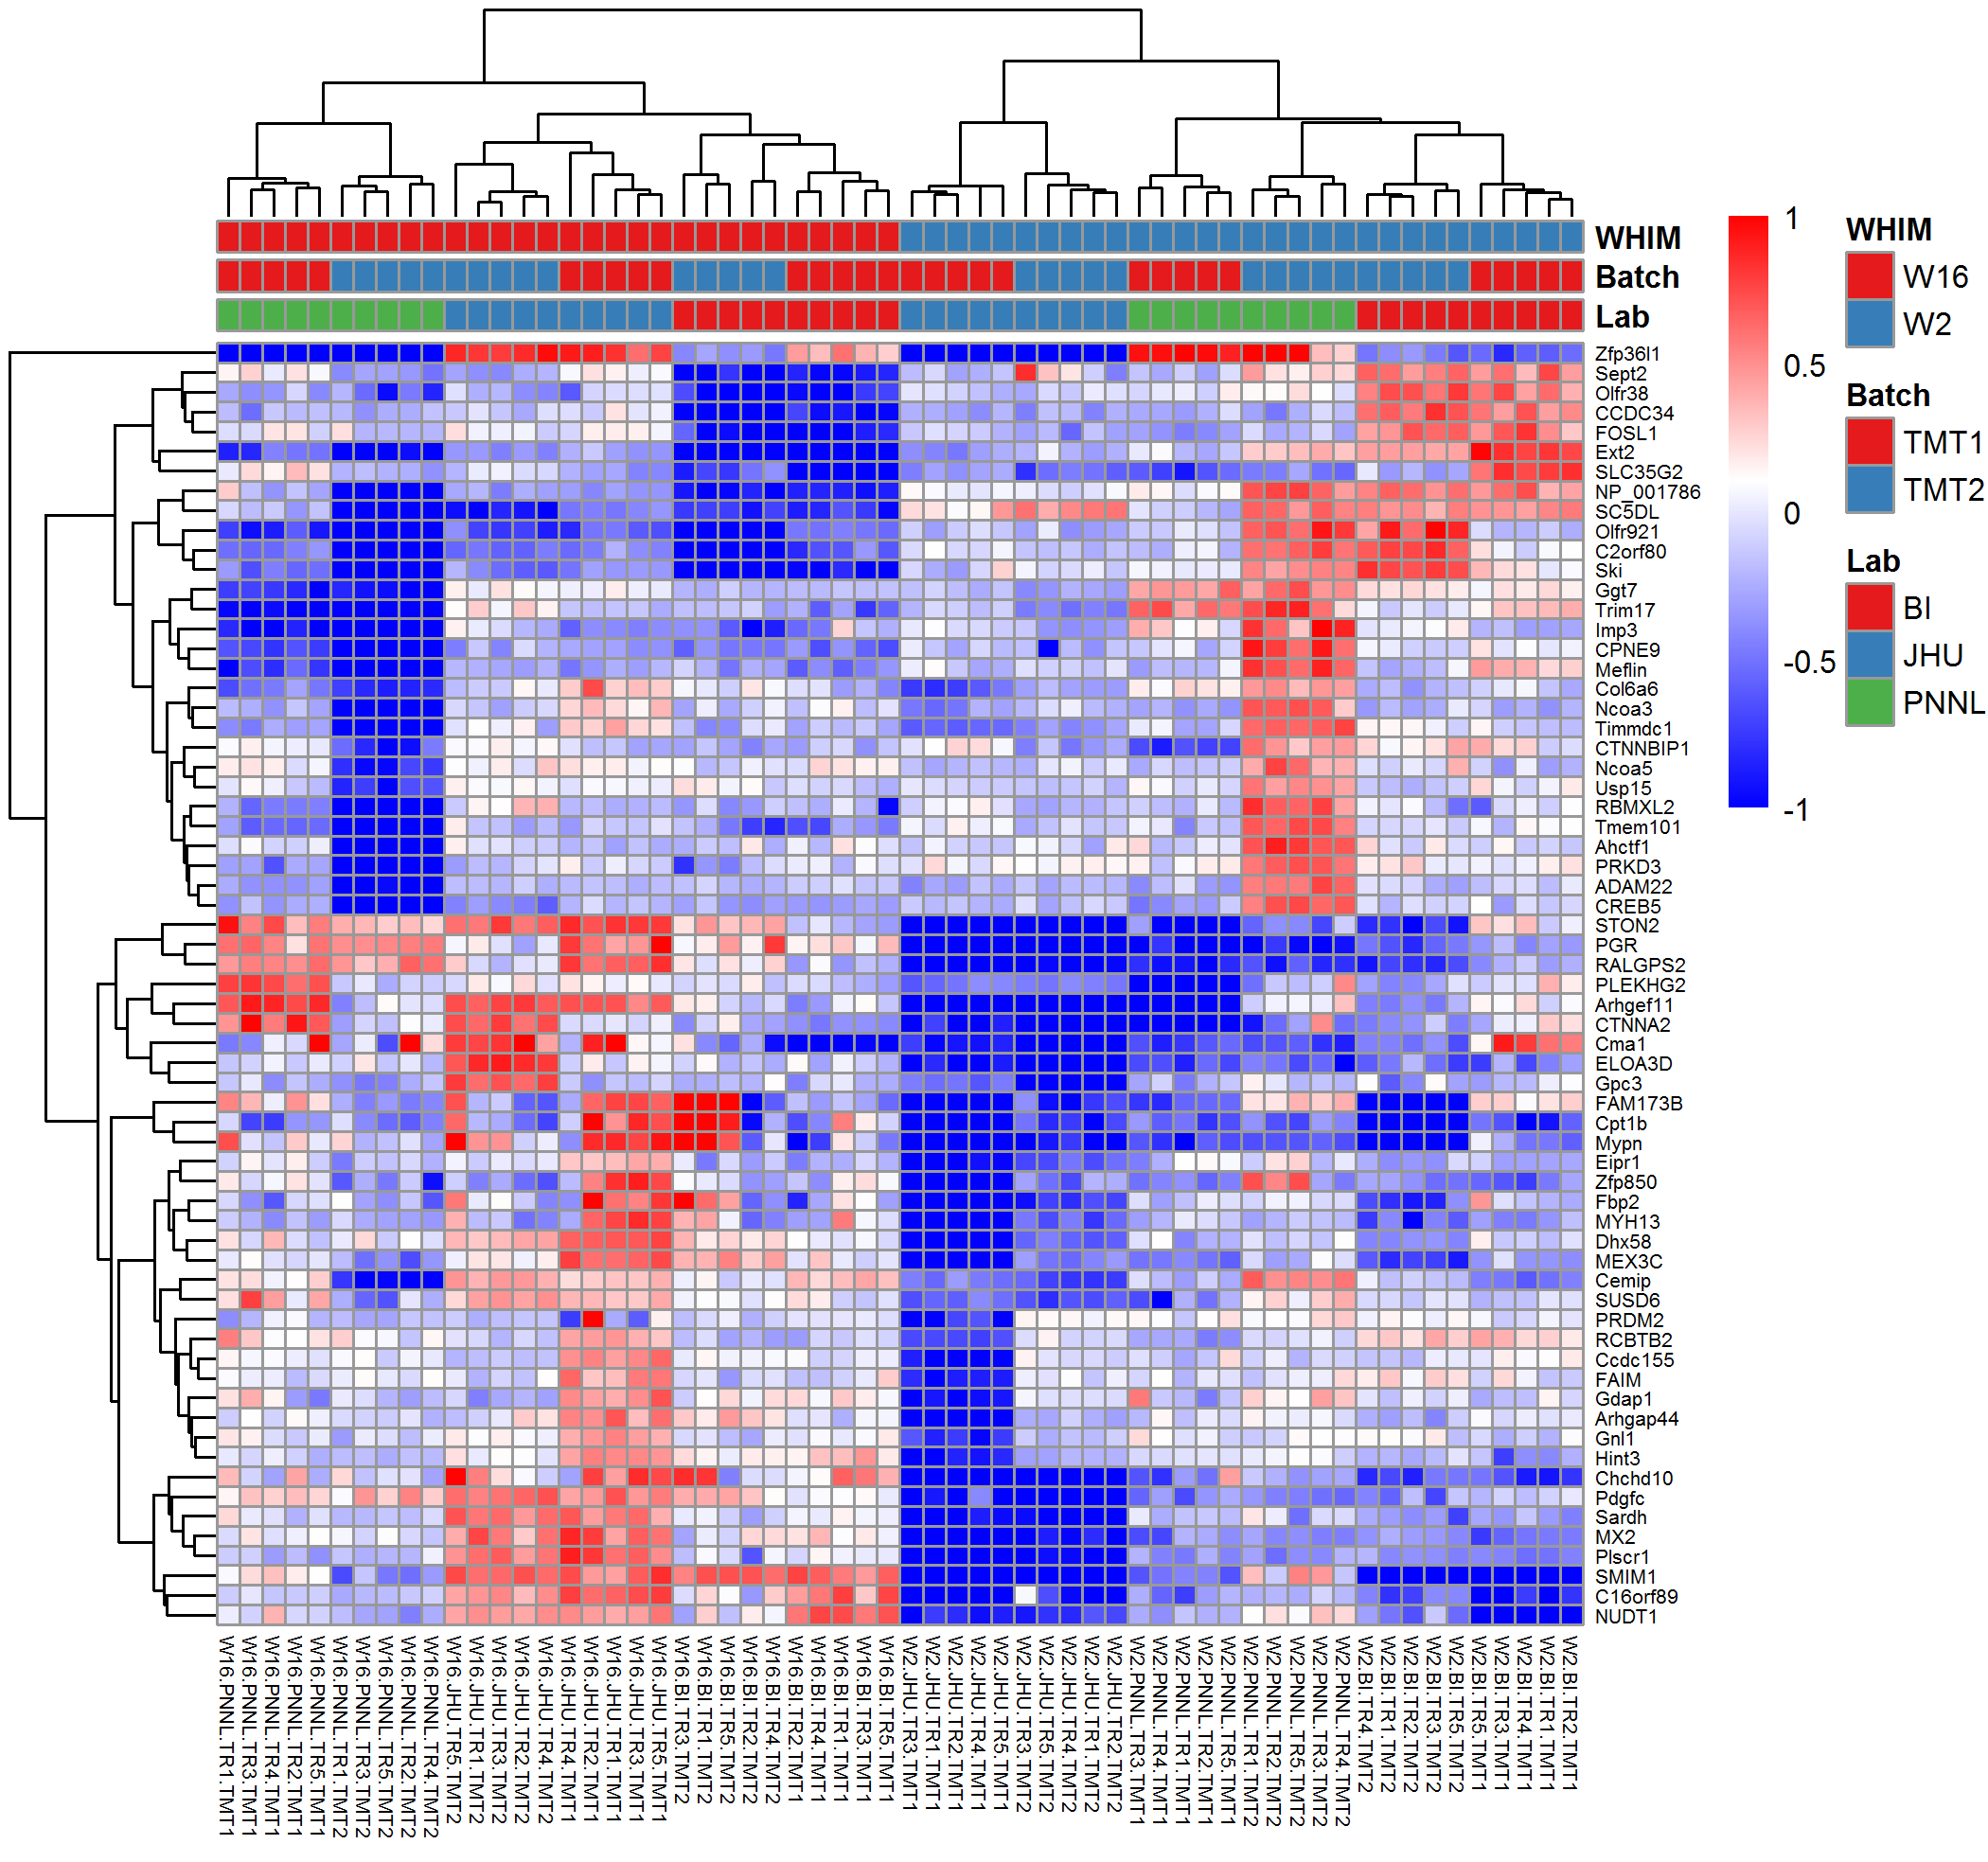 WHIM
Batch
Lab
Zfp36l1
Sept2
Olfr38
CCDC34
FOSL1
Ext2
SLC35G2
NP_001786
SC5DL
Olfr921
C2orf80
Ski
Ggt7
Trim17
Imp3
CPNE9
Meflin
Col6a6
Ncoa3
Timmdc1
CTNNBIP1
Ncoa5
Usp15
RBMXL2
Tmem101
Ahctf1
PRKD3
ADAM22
CREB5
STON2
PGR
RALGPS2
PLEKHG2
Arhgef11
CTNNA2
Cma1
ELOA3D
Gpc3
FAM173B
Cpt1b
Mypn
Eipr1
Zfp850
Fbp2
MYH13
Dhx58
MEX3C
Cemip
SUSD6
PRDM2
RCBTB2
Ccdc155
FAIM
Gdap1
Arhgap44
Gnl1
Hint3
Chchd10
Pdgfc
Sardh
MX2
Plscr1
SMIM1
C16orf89
NUDT1
W16.PNNL.TR1.TMT1
W16.PNNL.TR3.TMT1
W16.PNNL.TR4.TMT1
W16.PNNL.TR2.TMT1
W16.PNNL.TR5.TMT1
W16.PNNL.TR1.TMT2
W16.PNNL.TR3.TMT2
W16.PNNL.TR5.TMT2
W16.PNNL.TR2.TMT2
W16.PNNL.TR4.TMT2
W16.JHU.TR5.TMT2
W16.JHU.TR1.TMT2
W16.JHU.TR3.TMT2
W16.JHU.TR2.TMT2
W16.JHU.TR4.TMT2
W16.JHU.TR4.TMT1
W16.JHU.TR2.TMT1
W16.JHU.TR1.TMT1
W16.JHU.TR3.TMT1
W16.JHU.TR5.TMT1
W16.BI.TR3.TMT2
W16.BI.TR1.TMT2
W16.BI.TR5.TMT2
W16.BI.TR2.TMT2
W16.BI.TR4.TMT2
W16.BI.TR2.TMT1
W16.BI.TR4.TMT1
W16.BI.TR1.TMT1
W16.BI.TR3.TMT1
W16.BI.TR5.TMT1
W2.JHU.TR3.TMT1
W2.JHU.TR1.TMT1
W2.JHU.TR2.TMT1
W2.JHU.TR4.TMT1
W2.JHU.TR5.TMT1
W2.JHU.TR3.TMT2
W2.JHU.TR5.TMT2
W2.JHU.TR4.TMT2
W2.JHU.TR1.TMT2
W2.JHU.TR2.TMT2
W2.PNNL.TR3.TMT1
W2.PNNL.TR4.TMT1
W2.PNNL.TR1.TMT1
W2.PNNL.TR2.TMT1
W2.PNNL.TR5.TMT1
W2.PNNL.TR1.TMT2
W2.PNNL.TR2.TMT2
W2.PNNL.TR5.TMT2
W2.PNNL.TR3.TMT2
W2.PNNL.TR4.TMT2
W2.BI.TR4.TMT2
W2.BI.TR1.TMT2
W2.BI.TR2.TMT2
W2.BI.TR3.TMT2
W2.BI.TR5.TMT2
W2.BI.TR5.TMT1
W2.BI.TR3.TMT1
W2.BI.TR4.TMT1
W2.BI.TR1.TMT1
W2.BI.TR2.TMT1
1
0.5
0
-0.5
-1
WHIM
W16
W2
Batch
TMT1
TMT2
Lab
BI
JHU
PNNL